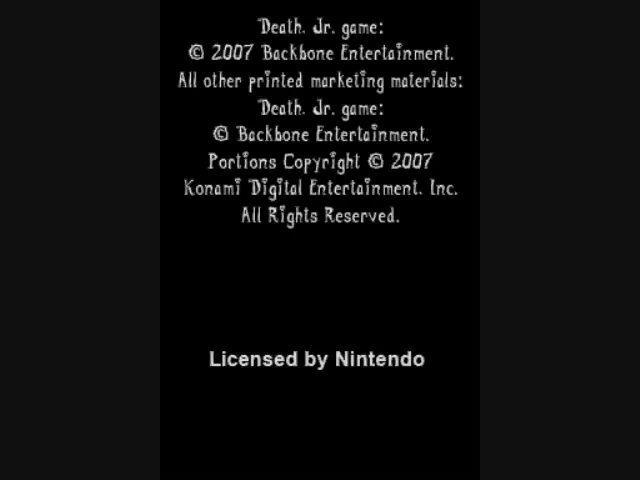 Death, Jr. game:
© 2007 Backbone Entertainment.
All other printed marketing materials:
Death, Jr. game:
© Backbone Entertainment.
Portions Copyright © 2007
Konami Digital Entertainment, Inc.
All Rights Reserved.
Licensed by Nintendo